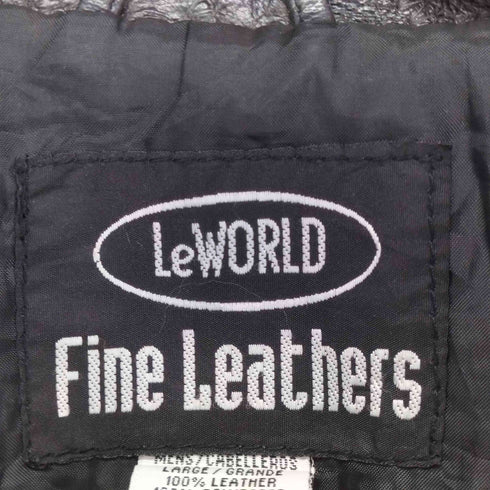 LeWORLD
Fine Leathers
MENS/CABELLEROS
LARGE/GRANDE
100% LEATHER